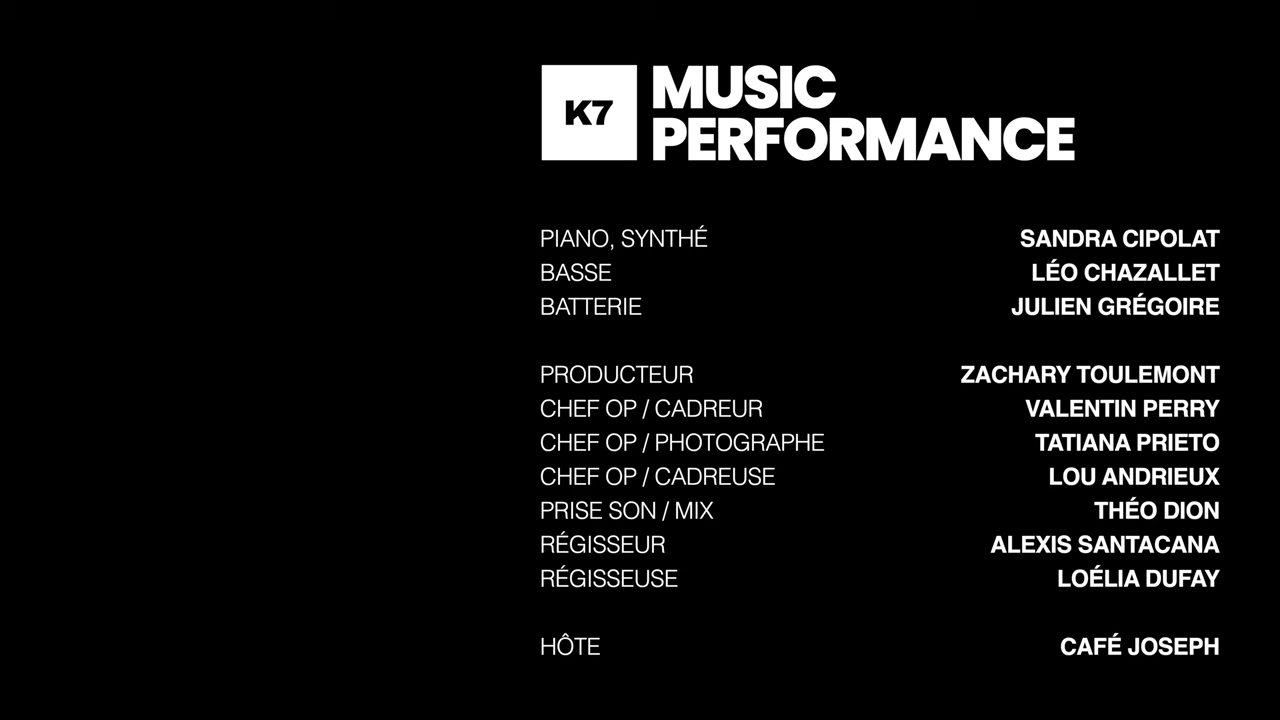 K7
MUSIC
PERFORMANCE
PIANO, SYNTHÉ SANDRA CIPOLAT
BASSE LÉO CHAZALLET
BATTERIE JULIEN GRÉGOIRE
PRODUCTEUR ZACHARY TOULEMONT
CHEF OP / CADREUR VALENTIN PERRY
CHEF OP / PHOTOGRAPHE TATIANA PRIETO
CHEF OP / CADREUSE LOU ANDRIEUX
PRISE SON / MIX THÉO DION
RÉGISSEUR ALEXIS SANTACANA
RÉGISSEUSE LOÉLIA DUFAY
HÔTE CAFÉ JOSEPH